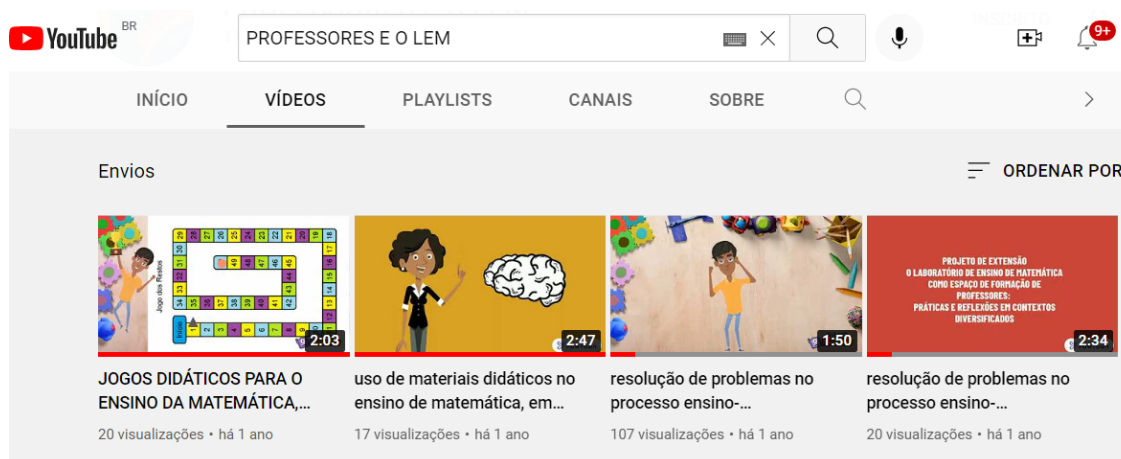 YouTube BR
PROFESSORES E O LEM
9+
INÍCIO VÍDEOS PLAYLISTS CANAIS SOBRE
Envios
ORDENAR POR
Jogo dos Restos
Início
2:03
2:47
1:50
PROJETO DE EXTENSÃO
O LABORATÓRIO DE ENSINO DE MATEMÁTICA
COMO ESPAÇO DE FORMAÇÃO DE
PROFESSORES:
PRÁTICAS E REFLEXÕES EM CONTEXTOS
DIVERSIFICADOS
2:34
JOGOS DIDÁTICOS PARA O
ENSINO DA MATEMÁTICA,...
20 visualizações • há 1 ano
uso de materiais didáticos no
ensino de matemática, em...
17 visualizações • há 1 ano
resolução de problemas no
processo ensino-...
107 visualizações • há 1 ano
resolução de problemas no
processo ensino-...
20 visualizações • há 1 ano